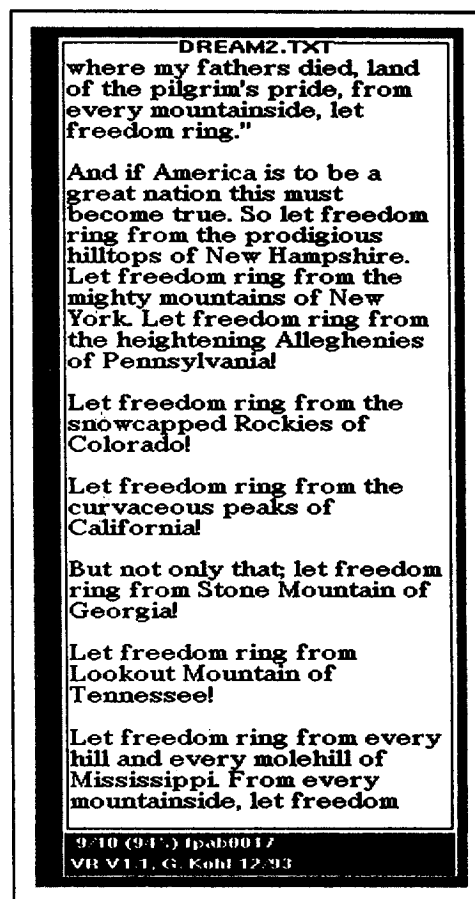 DREAM2.TXT
where my fathers died, land
of the pilgrim's pride, from
every mountainside, let
freedom ring."
And if America is to be a
great nation this must
become true. So let freedom
ring from the prodigious
hilltops of New Hampshire.
Let freedom ring from the
mighty mountains of New
York. Let freedom ring from
the heightening Alleghenies
of Pennsylvania!
Let freedom ring from the
snowcapped Rockies of
Colorado!
Let freedom ring from the
curvaceous peaks of
California!
But not only that; let freedom
ring from Stone Mountain of
Georgia!
Let freedom ring from
Lookout Mountain of
Tennessee!
Let freedom ring from every
hill and every molehill of
Mississippi. From every
mountainside, let freedom
9/10 (94%) fpab0017
VR V1.1, G. Kohl 12/93